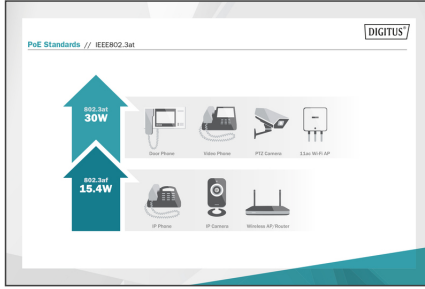 DIGITUS®
PoE Standards // IEEE802.3at
802.3at
30W
Door Phone Video Phone PTZ Camera 11ac Wi Fi AP
802.3af
15.4W
IP Phone IP Camera Wireless AP/Router